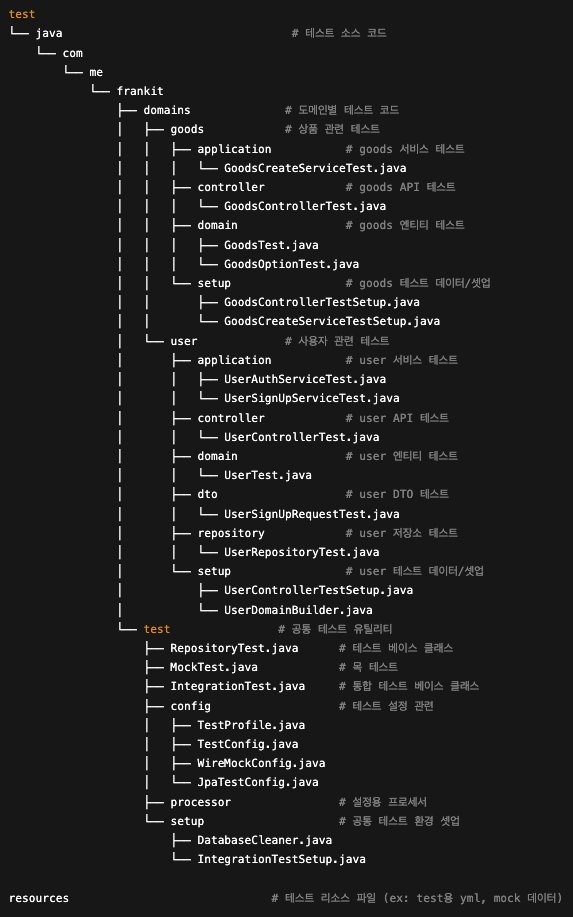 test
└── java # 테스트 소스 코드
    └── com
        └── me
            └── frankit
                ├── domains # 도메인별 테스트 코드
                │   ├── goods # 상품 관련 테스트
                │   │   ├── application # goods 서비스 테스트
                │   │   │   └── GoodsCreateServiceTest.java
                │   │   ├── controller # goods API 테스트
                │   │   │   └── GoodsControllerTest.java
                │   │   ├── domain # goods 엔티티 테스트
                │   │   │   ├── GoodsTest.java
                │   │   │   └── GoodsOptionTest.java
                │   │   └── setup # goods 테스트 데이터/셋업
                │   │       ├── GoodsControllerTestSetup.java
                │   │       └── GoodsCreateServiceTestSetup.java
                │   └── user # 사용자 관련 테스트
                │       ├── application # user 서비스 테스트
                │       │   ├── UserAuthServiceTest.java
                │       │   └── UserSignUpServiceTest.java
                │       ├── controller # user API 테스트
                │       │   └── UserControllerTest.java
                │       ├── domain # user 엔티티 테스트
                │       │   └── UserTest.java
                │       ├── dto # user DTO 테스트
                │       │   └── UserSignUpRequestTest.java
                │       ├── repository # user 저장소 테스트
                │       │   └── UserRepositoryTest.java
                │       └── setup # user 테스트 데이터/셋업
                │           ├── UserControllerTestSetup.java
                │           └── UserDomainBuilder.java
                └── test # 공통 테스트 유틸리티
                    ├── RepositoryTest.java # 테스트 베이스 클래스
                    ├── MockTest.java # 목 테스트
                    ├── IntegrationTest.java # 통합 테스트 베이스 클래스
                    ├── config # 테스트 설정 관련
                    │   ├── TestProfile.java
                    │   ├── TestConfig.java
                    │   ├── WireMockConfig.java
                    │   └── JpaTestConfig.java
                    ├── processor # 설정용 프로세서
                    └── setup # 공통 테스트 환경 셋업
                        ├── DatabaseCleaner.java
                        └── IntegrationTestSetup.java
resources # 테스트 리소스 파일 (ex: test용 yml, mock 데이터)